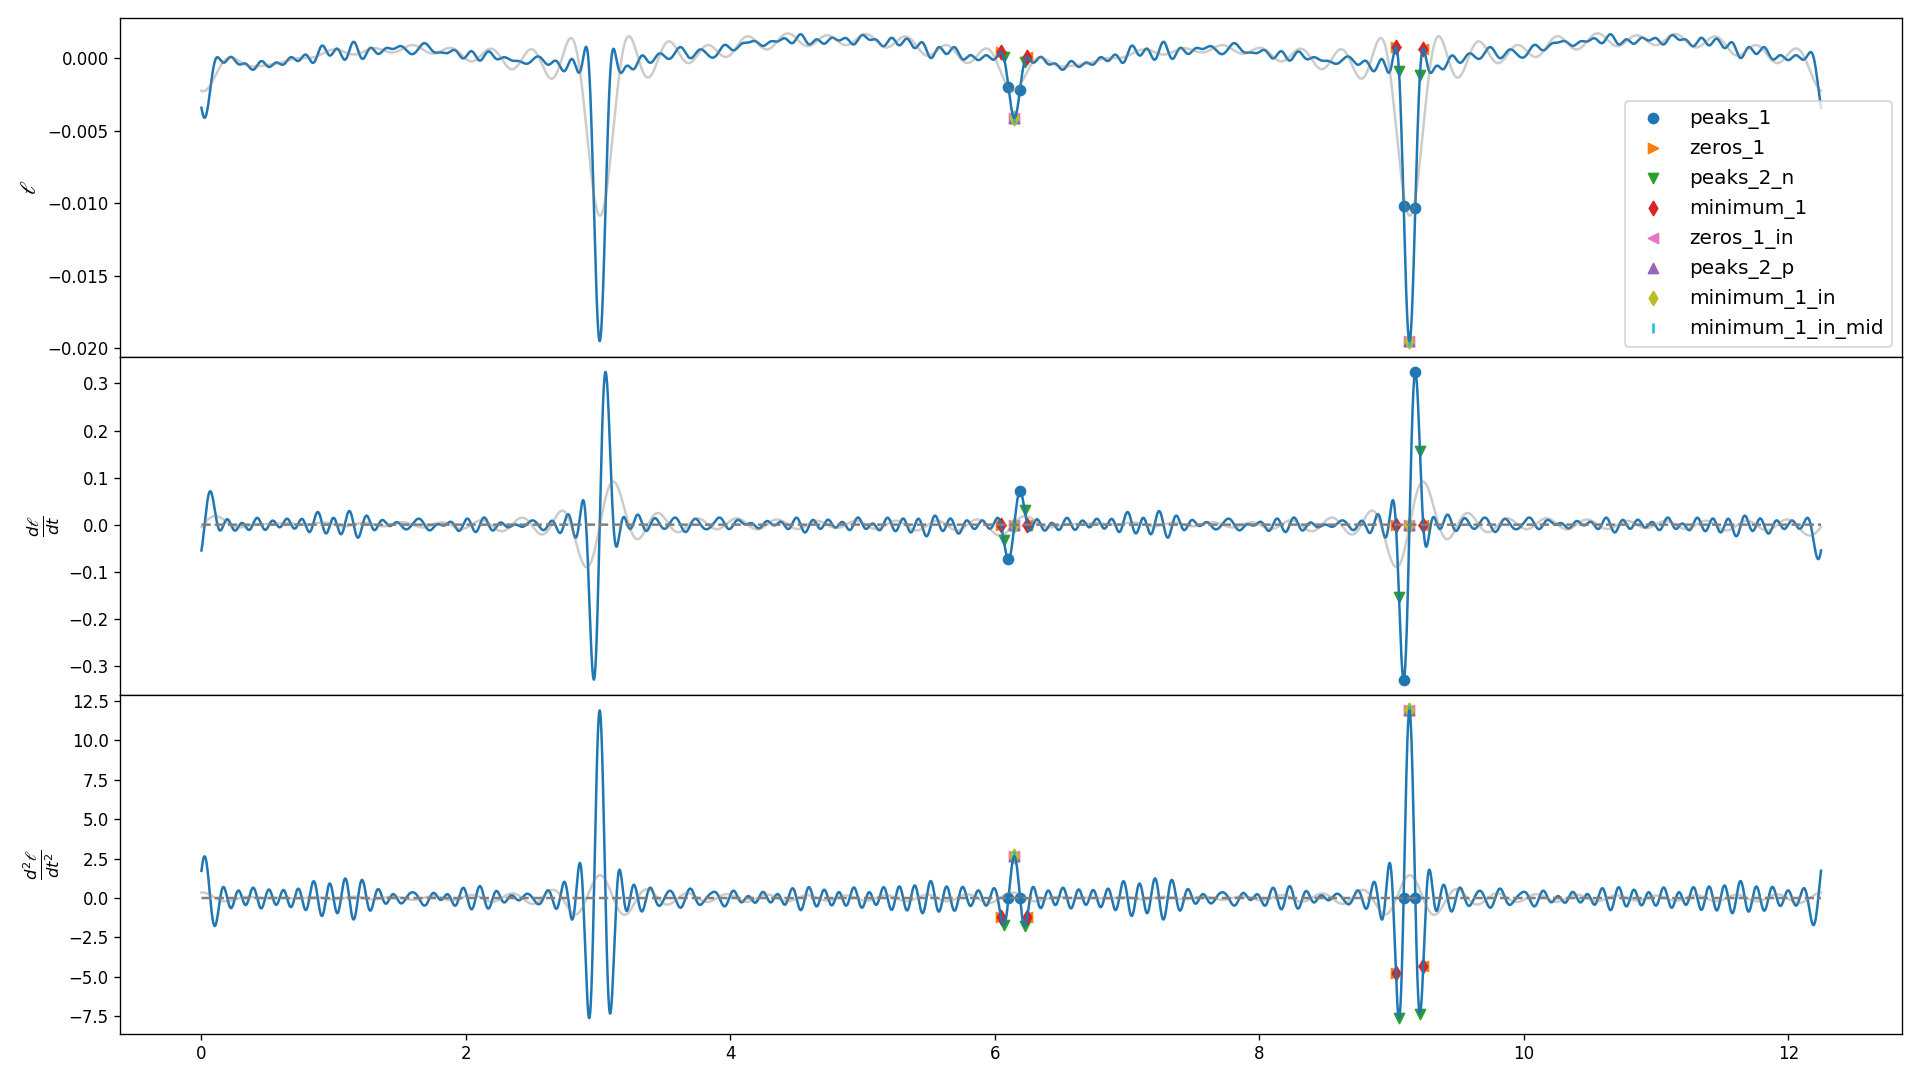 0.000
−0.005
−0.010
−0.015
−0.020
ℓ
peaks_1
zeros_1
peaks_2_n
minimum_1
zeros_1_in
peaks_2_p
minimum_1_in
minimum_1_in_mid
0.3
0.2
0.1
0.0
−0.1
−0.2
−0.3
dℓ
dt
12.5
10.0
7.5
5.0
2.5
0.0
−2.5
−5.0
−7.5
d²ℓ
dt²
0 2 4 6 8 10 12